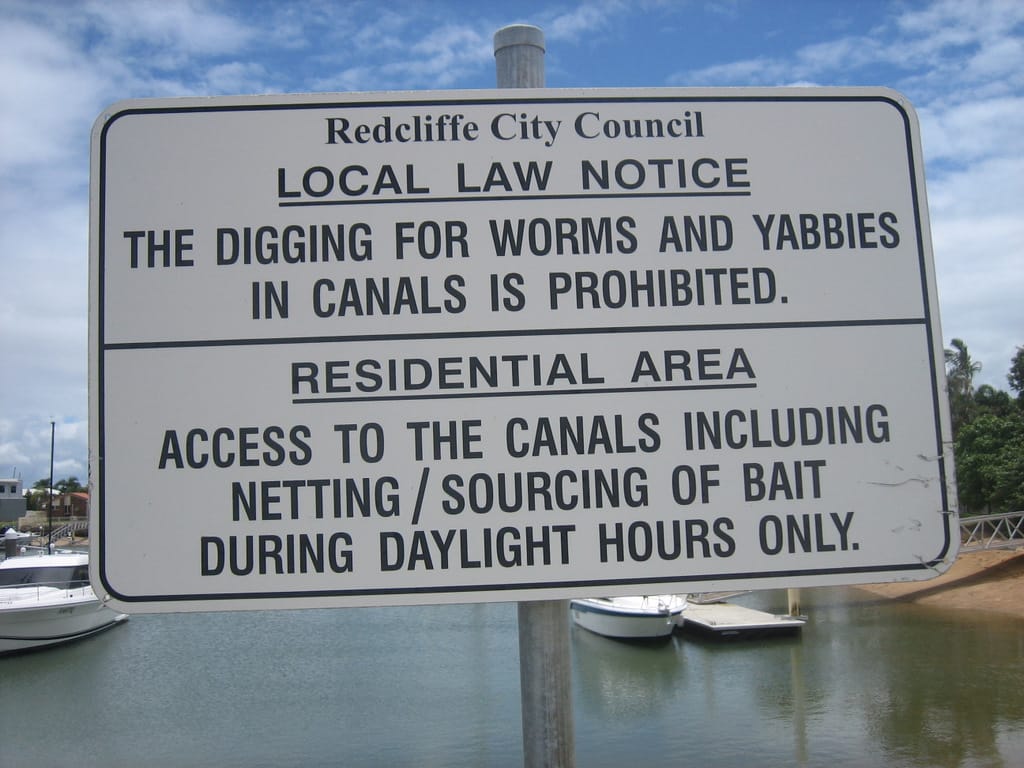 Redcliffe City Council
LOCAL LAW NOTICE
THE DIGGING FOR WORMS AND YABBIES
IN CANALS IS PROHIBITED.
RESIDENTIAL AREA
ACCESS TO THE CANALS INCLUDING
NETTING/SOURCING OF BAIT
DURING DAYLIGHT HOURS ONLY.